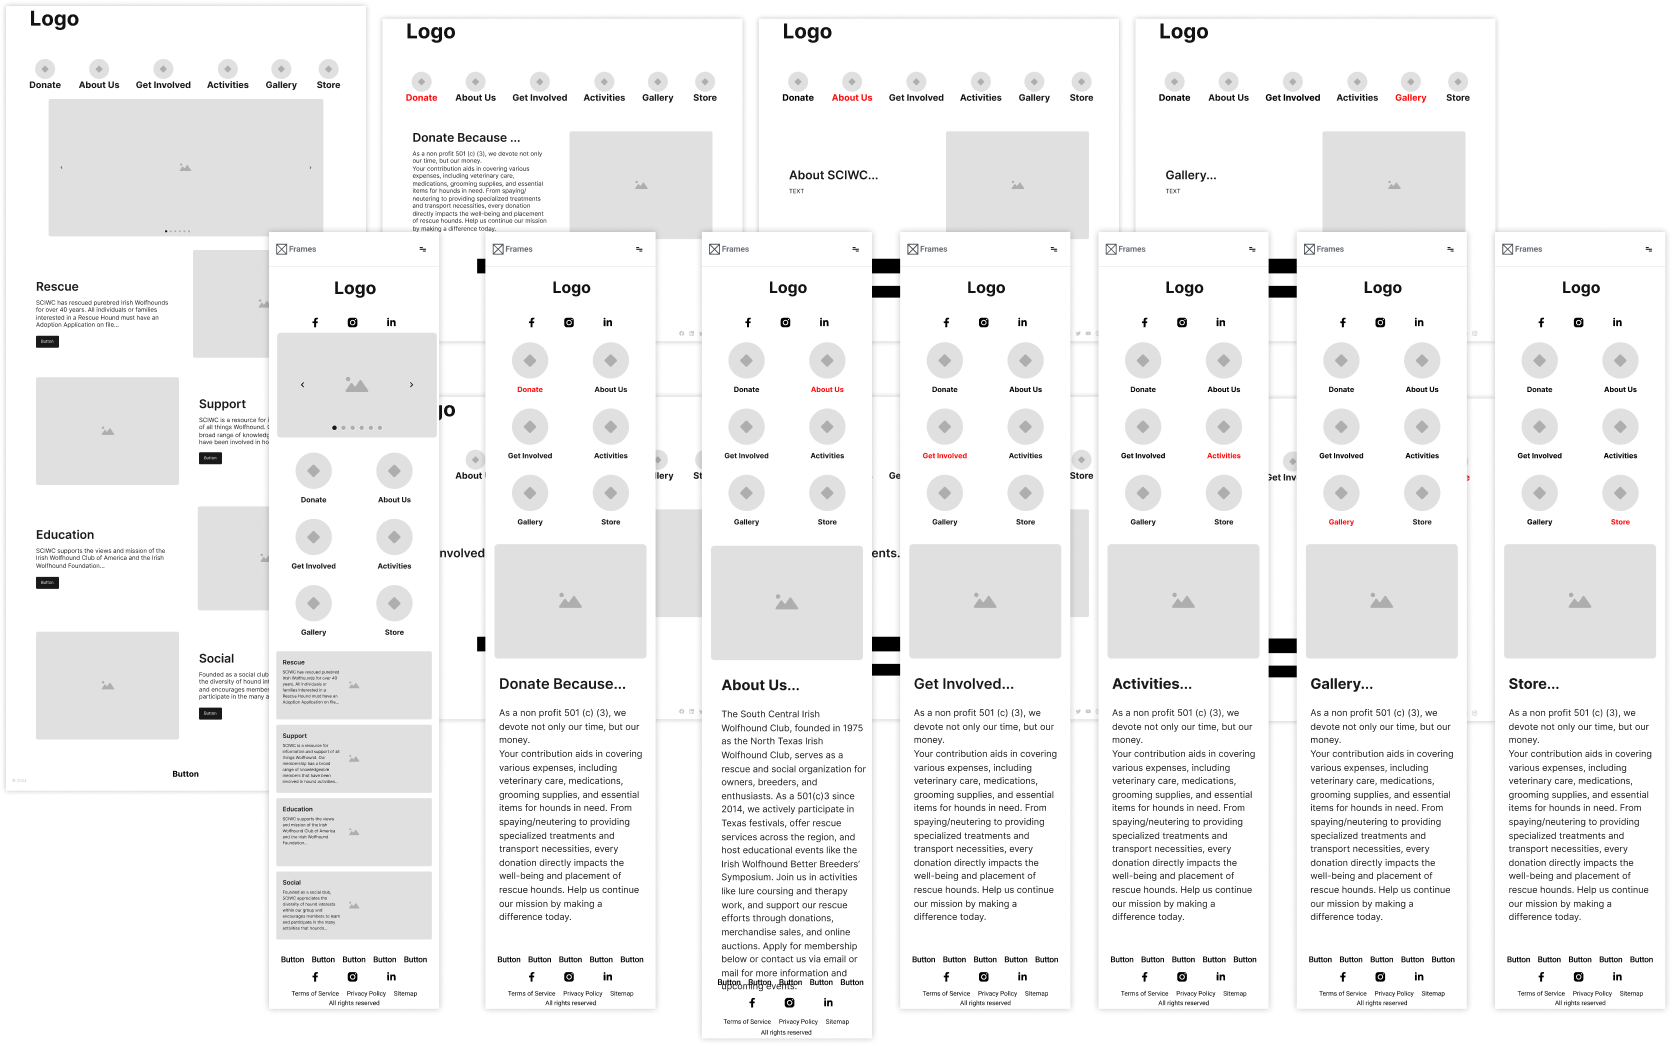 Logo
Donate About Us Get Involved Activities Gallery Store
Rescue
SCIWC has rescued purebred Irish Wolfhounds
for over 40 years. All individuals or families
interested in a Rescue Hound must have an
Adoption Application on file...
Button
Support
SCIWC is a resource for
of all things Wolfhound.
broad range of knowledg
have been involved in ho
Button
Education
SCIWC supports the views and mission of the
Irish Wolfhound Club of America and the Irish
Wolfhound Foundation...
Button
Social
Founded as a social club
the diversity of hound int
and encourages membe
participate in the many a
Button
Button
© 2024
Logo
Donate About Us Get Involved Activities Gallery Store
Donate Because ...
As a non profit 501 (c) (3), we devote not only
our time, but our money.
Your contribution aids in covering various
expenses, including veterinary care,
medications, grooming supplies, and essential
items for hounds in need. From spaying/
neutering to providing specialized treatments
and transport necessities, every donation
directly impacts the well-being and placement
of rescue hounds. Help us continue our mission
by making a difference today.
Logo
Donate About Us Get Involved Activities Gallery Store
About SCIWC...
TEXT
Logo
Donate About Us Get Involved Activities Gallery Store
Gallery...
TEXT
go
About
llery St
nvolved
Ge
Store
ents.
Get Inv
e
Frames
Logo
Donate About Us
Get Involved Activities
Gallery Store
Rescue
SCIWC has rescued purebred
Irish Wolfhounds for over 40
years. All individuals or
families interested in a
Rescue Hound must have an
Adoption Application on file...
Support
SCIWC is a resource for
information and support of all
things Wolfhound. Our
membership has a broad
range of knowledgeable
members that have been
involved in hound activities...
Education
SCIWC supports the views
and mission of the Irish
Wolfhound Club of America
and the Irish Wolfhound
Foundation...
Social
Founded as a social club,
SCIWC appreciates the
diversity of hound interests
within our group and
encourages members to learn
and participate in the many
activities that hounds...
Button Button Button Button Button
Terms of Service Privacy Policy Sitemap
All rights reserved
Frames
Logo
Donate About Us
Get Involved Activities
Gallery Store
Donate Because...
As a non profit 501 (c) (3), we
devote not only our time, but our
money.
Your contribution aids in covering
various expenses, including
veterinary care, medications,
grooming supplies, and essential
items for hounds in need. From
spaying/neutering to providing
specialized treatments and
transport necessities, every
donation directly impacts the
well-being and placement of
rescue hounds. Help us continue
our mission by making a
difference today.
Button Button Button Button Button
Terms of Service Privacy Policy Sitemap
All rights reserved
Frames
Logo
Donate About Us
Get Involved Activities
Gallery Store
About Us...
The South Central Irish
Wolfhound Club, founded in 1975
as the North Texas Irish
Wolfhound Club, serves as a
rescue and social organization for
owners, breeders, and
enthusiasts. As a 501(c)3 since
2014, we actively participate in
Texas festivals, offer rescue
services across the region, and
host educational events like the
Irish Wolfhound Better Breeders'
Symposium. Join us in activities
like lure coursing and therapy
work, and support our rescue
efforts through donations,
merchandise sales, and online
auctions. Apply for membership
below or contact us via email or
mail for more information and
upcoming events.
Button Button Button Button Button
Terms of Service Privacy Policy Sitemap
All rights reserved
Frames
Logo
Donate About Us
Get Involved Activities
Gallery Store
Get Involved...
As a non profit 501 (c) (3), we
devote not only our time, but our
money.
Your contribution aids in covering
various expenses, including
veterinary care, medications,
grooming supplies, and essential
items for hounds in need. From
spaying/neutering to providing
specialized treatments and
transport necessities, every
donation directly impacts the
well-being and placement of
rescue hounds. Help us continue
our mission by making a
difference today.
Button Button Button Button Button
Terms of Service Privacy Policy Sitemap
All rights reserved
Frames
Logo
Donate About Us
Get Involved Activities
Gallery Store
Activities...
As a non profit 501 (c) (3), we
devote not only our time, but our
money.
Your contribution aids in covering
various expenses, including
veterinary care, medications,
grooming supplies, and essential
items for hounds in need. From
spaying/neutering to providing
specialized treatments and
transport necessities, every
donation directly impacts the
well-being and placement of
rescue hounds. Help us continue
our mission by making a
difference today.
Button Button Button Button Button
Terms of Service Privacy Policy Sitemap
All rights reserved
Frames
Logo
Donate About Us
Get Involved Activities
Gallery Store
Gallery...
As a non profit 501 (c) (3), we
devote not only our time, but our
money.
Your contribution aids in covering
various expenses, including
veterinary care, medications,
grooming supplies, and essential
items for hounds in need. From
spaying/neutering to providing
specialized treatments and
transport necessities, every
donation directly impacts the
well-being and placement of
rescue hounds. Help us continue
our mission by making a
difference today.
Button Button Button Button Button
Terms of Service Privacy Policy Sitemap
All rights reserved
Frames
Logo
Donate About Us
Get Involved Activities
Gallery Store
Store...
As a non profit 501 (c) (3), we
devote not only our time, but our
money.
Your contribution aids in covering
various expenses, including
veterinary care, medications,
grooming supplies, and essential
items for hounds in need. From
spaying/neutering to providing
specialized treatments and
transport necessities, every
donation directly impacts the
well-being and placement of
rescue hounds. Help us continue
our mission by making a
difference today.
Button Button Button Button Button
Terms of Service Privacy Policy Sitemap
All rights reserved